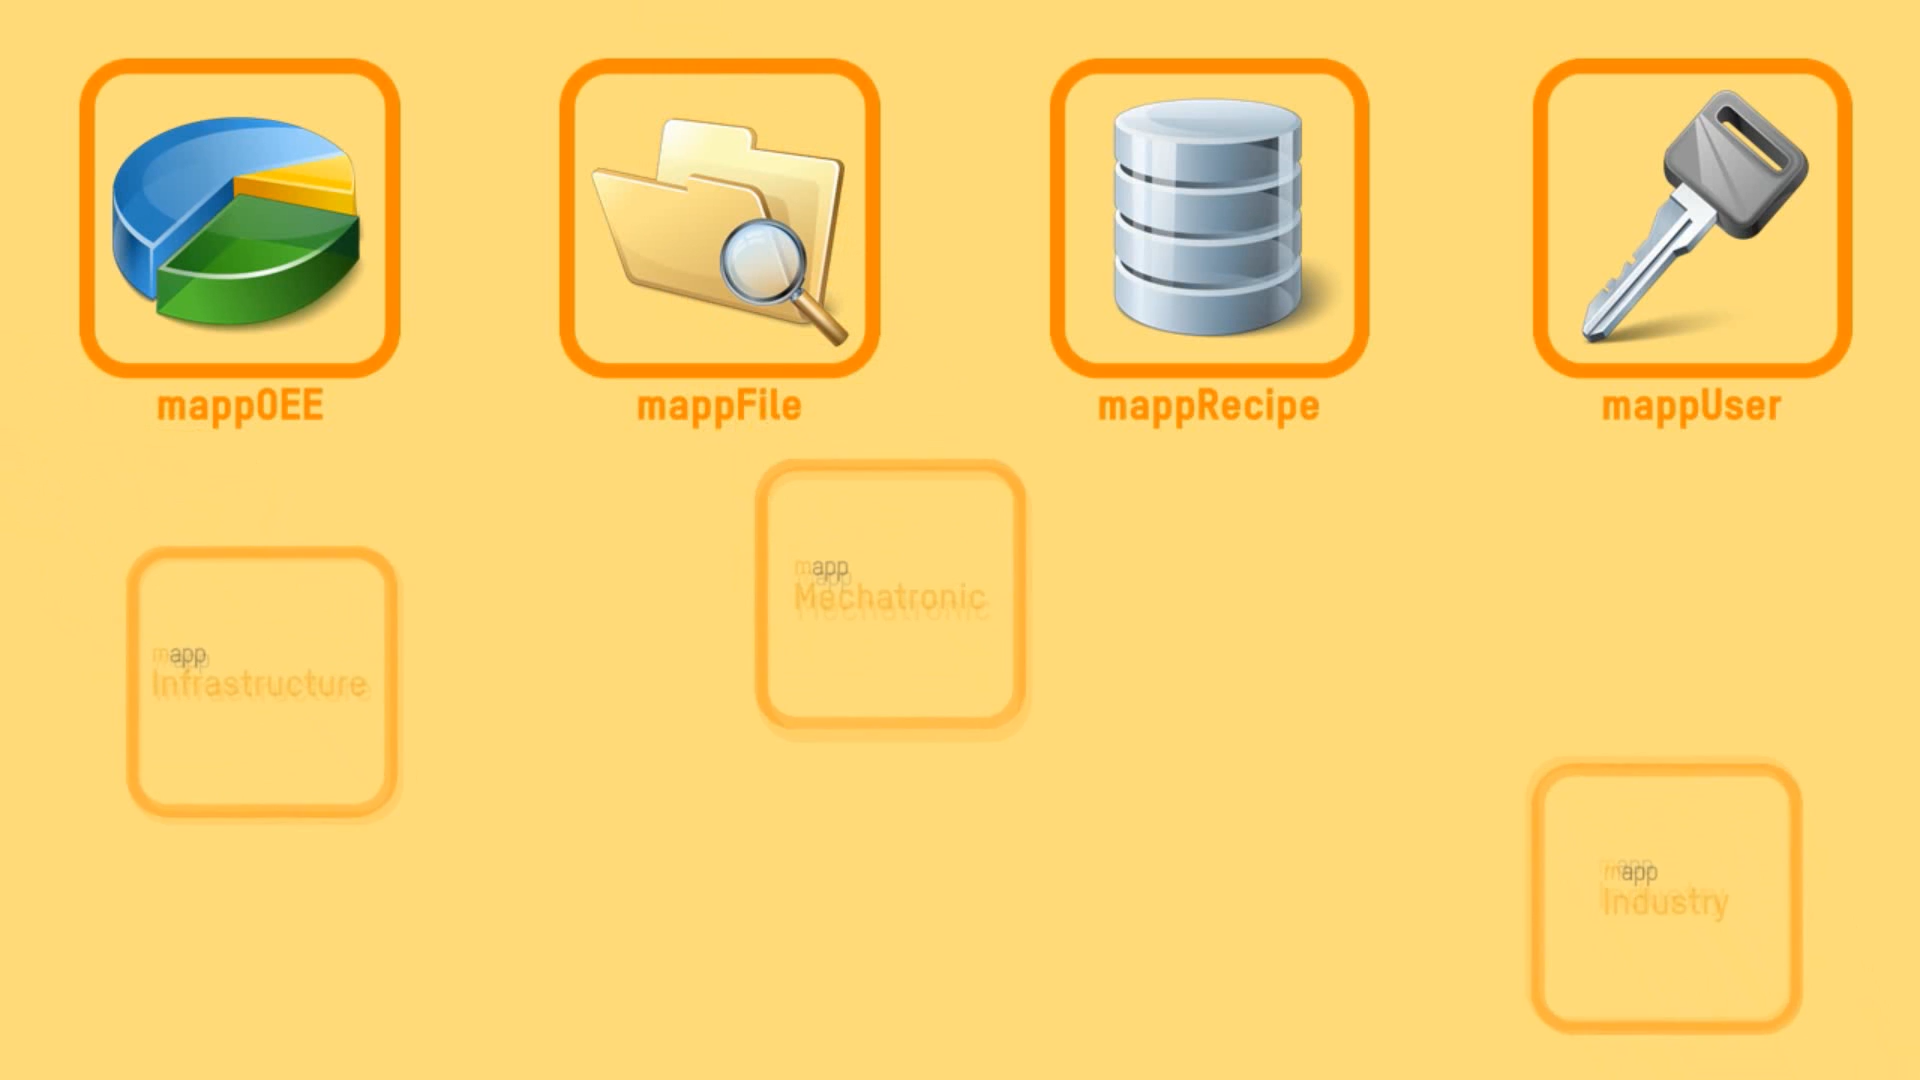 mappOEE
mappFile
mappRecipe
mappUser
mapp
Mechatronic
mapp
Infrastructure
mapp
Industry